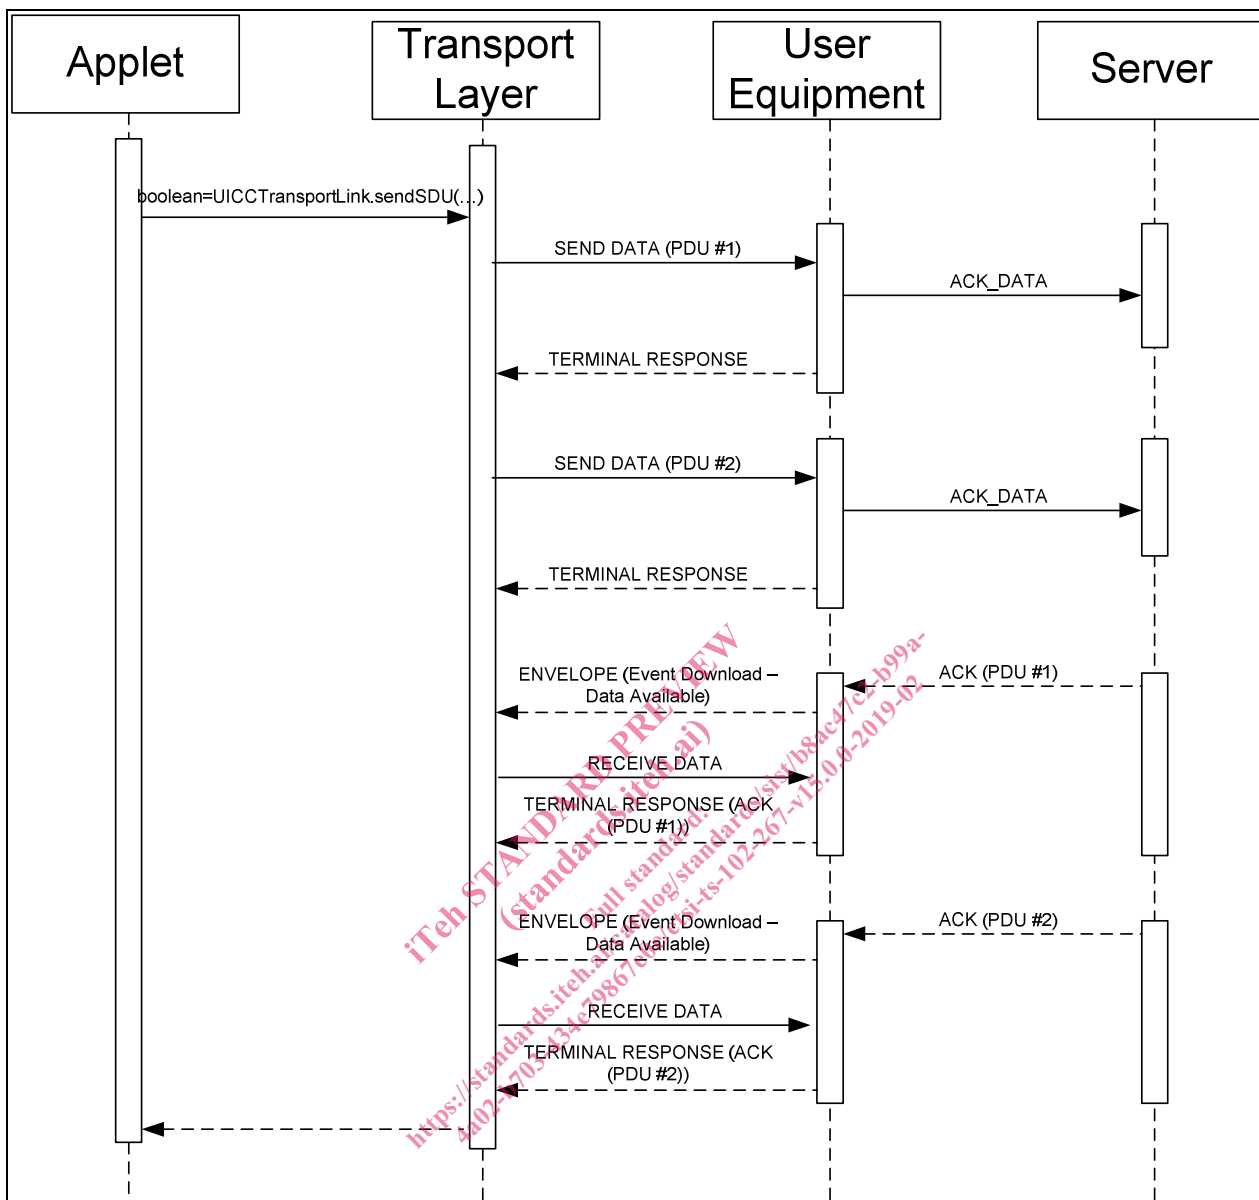 Applet
Transport
Layer
User
Equipment
Server
boolean=UICCTransportLink.sendSDU(...)
SEND DATA (PDU #1)
ACK_DATA
TERMINAL RESPONSE
SEND DATA (PDU #2)
ACK_DATA
TERMINAL RESPONSE
ENVELOPE (Event Download –
Data Available)
ACK (PDU #1)
RECEIVE DATA
TERMINAL RESPONSE (ACK
(PDU #1))
ENVELOPE (Event Download –
Data Available)
ACK (PDU #2)
RECEIVE DATA
TERMINAL RESPONSE (ACK
(PDU #2))
iTeh STANDARD PREVIEW
(standards.iteh.ai)
Full standard: